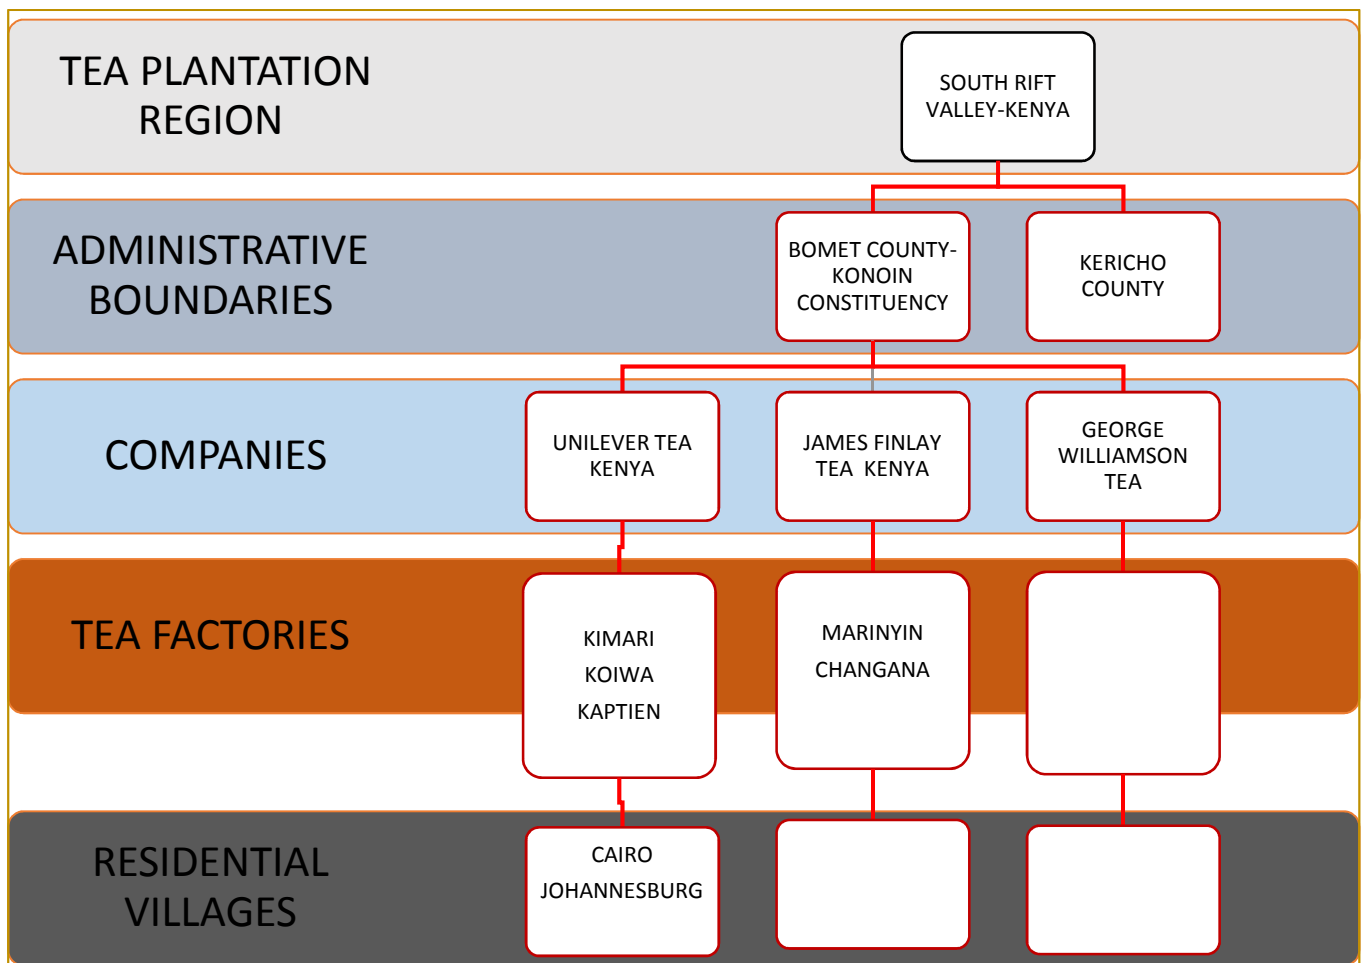 TEA PLANTATION
REGION
SOUTH RIFT
VALLEY-KENYA
ADMINISTRATIVE
BOUNDARIES
BOMET COUNTY-
KONOIN
CONSTITUENCY
KERICHO
COUNTY
COMPANIES
UNILEVER TEA
KENYA
JAMES FINLAY
TEA KENYA
GEORGE
WILLIAMSON
TEA
TEA FACTORIES
KIMARI
KOIWA
KAPTIEN
MARINYIN
CHANGANA
RESIDENTIAL
VILLAGES
CAIRO
JOHANNESBURG